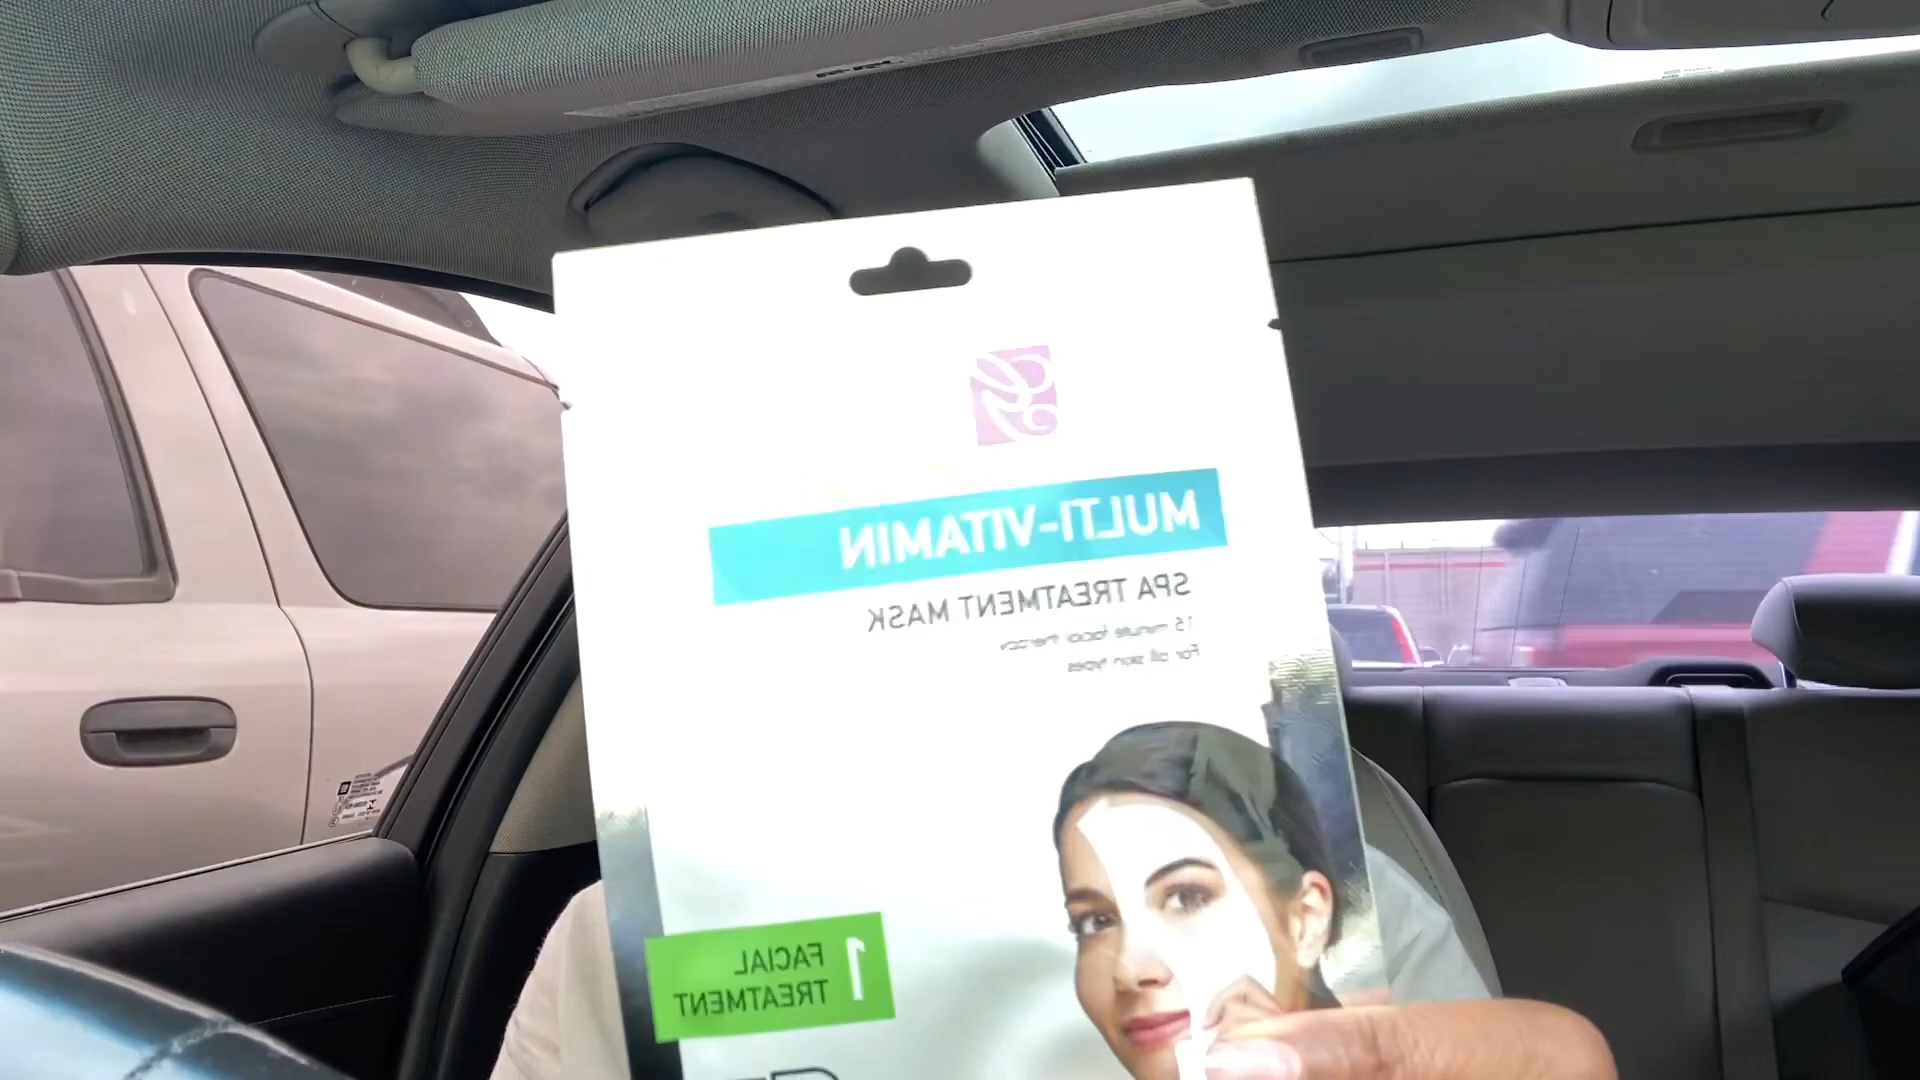 MULTI-VITAMIN
SPA TREATMENT MASK
15 minute facial therapy
For all skin types
1 FACIAL
TREATMENT